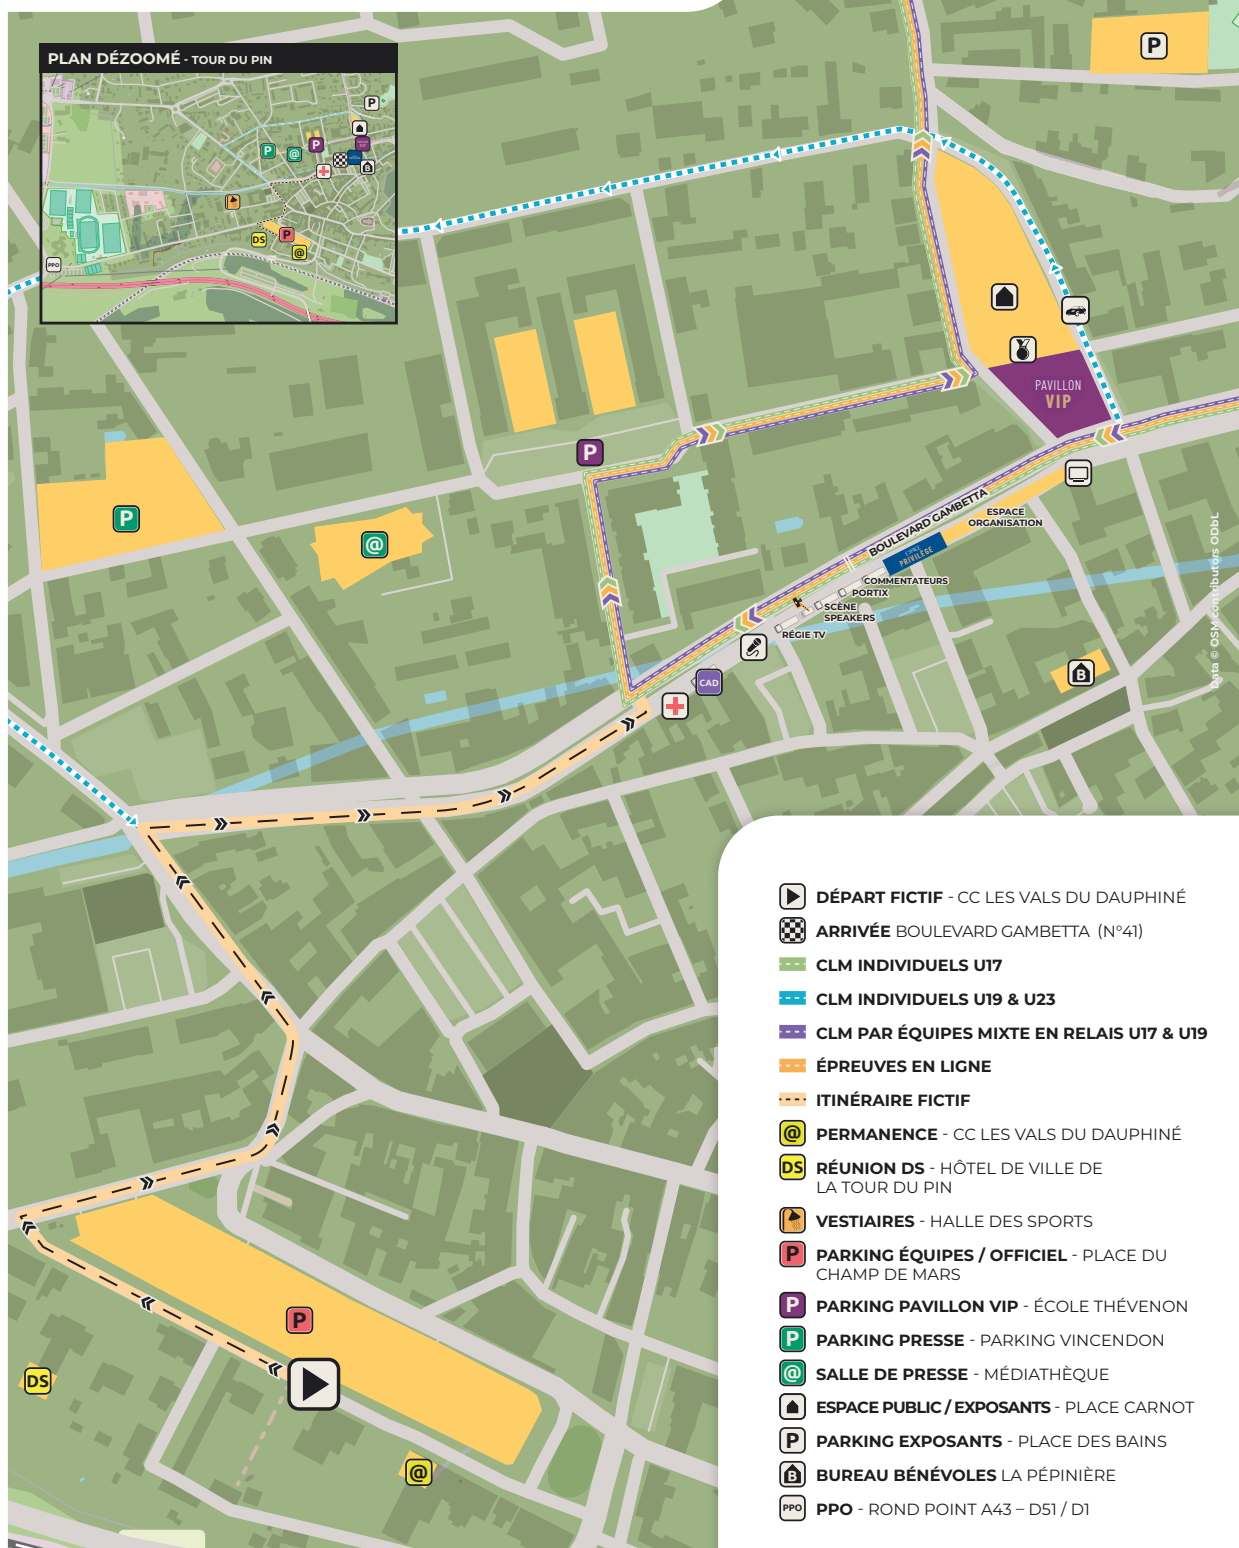 PLAN DÉZOOMÉ - TOUR DU PIN
P
P
P
@
P
VIP
B
DS
P
@
PPO
P
PAVILLON
VIP
P
P
@
BOULEVARD GAMBETTA
ESPACE
ORGANISATION
ESPACE
PRIVILÈGE
COMMENTATEURS
PORTIX
SCÈNE
SPEAKERS
RÉGIE TV
CAD
B
Data © OSM contributors ODbL
P
DS
@
DÉPART FICTIF - CC LES VALS DU DAUPHINÉ
ARRIVÉE BOULEVARD GAMBETTA (N°41)
CLM INDIVIDUELS U17
CLM INDIVIDUELS U19 & U23
CLM PAR ÉQUIPES MIXTE EN RELAIS U17 & U19
ÉPREUVES EN LIGNE
ITINÉRAIRE FICTIF
@ PERMANENCE - CC LES VALS DU DAUPHINÉ
DS RÉUNION DS - HÔTEL DE VILLE DE
LA TOUR DU PIN
VESTIAIRES - HALLE DES SPORTS
P PARKING ÉQUIPES / OFFICIEL - PLACE DU
CHAMP DE MARS
P PARKING PAVILLON VIP - ÉCOLE THÉVENON
P PARKING PRESSE - PARKING VINCENDON
@ SALLE DE PRESSE - MÉDIATHÈQUE
ESPACE PUBLIC / EXPOSANTS - PLACE CARNOT
P PARKING EXPOSANTS - PLACE DES BAINS
B BUREAU BÉNÉVOLES LA PÉPINIÈRE
PPO PPO - ROND POINT A43 – D51 / D1